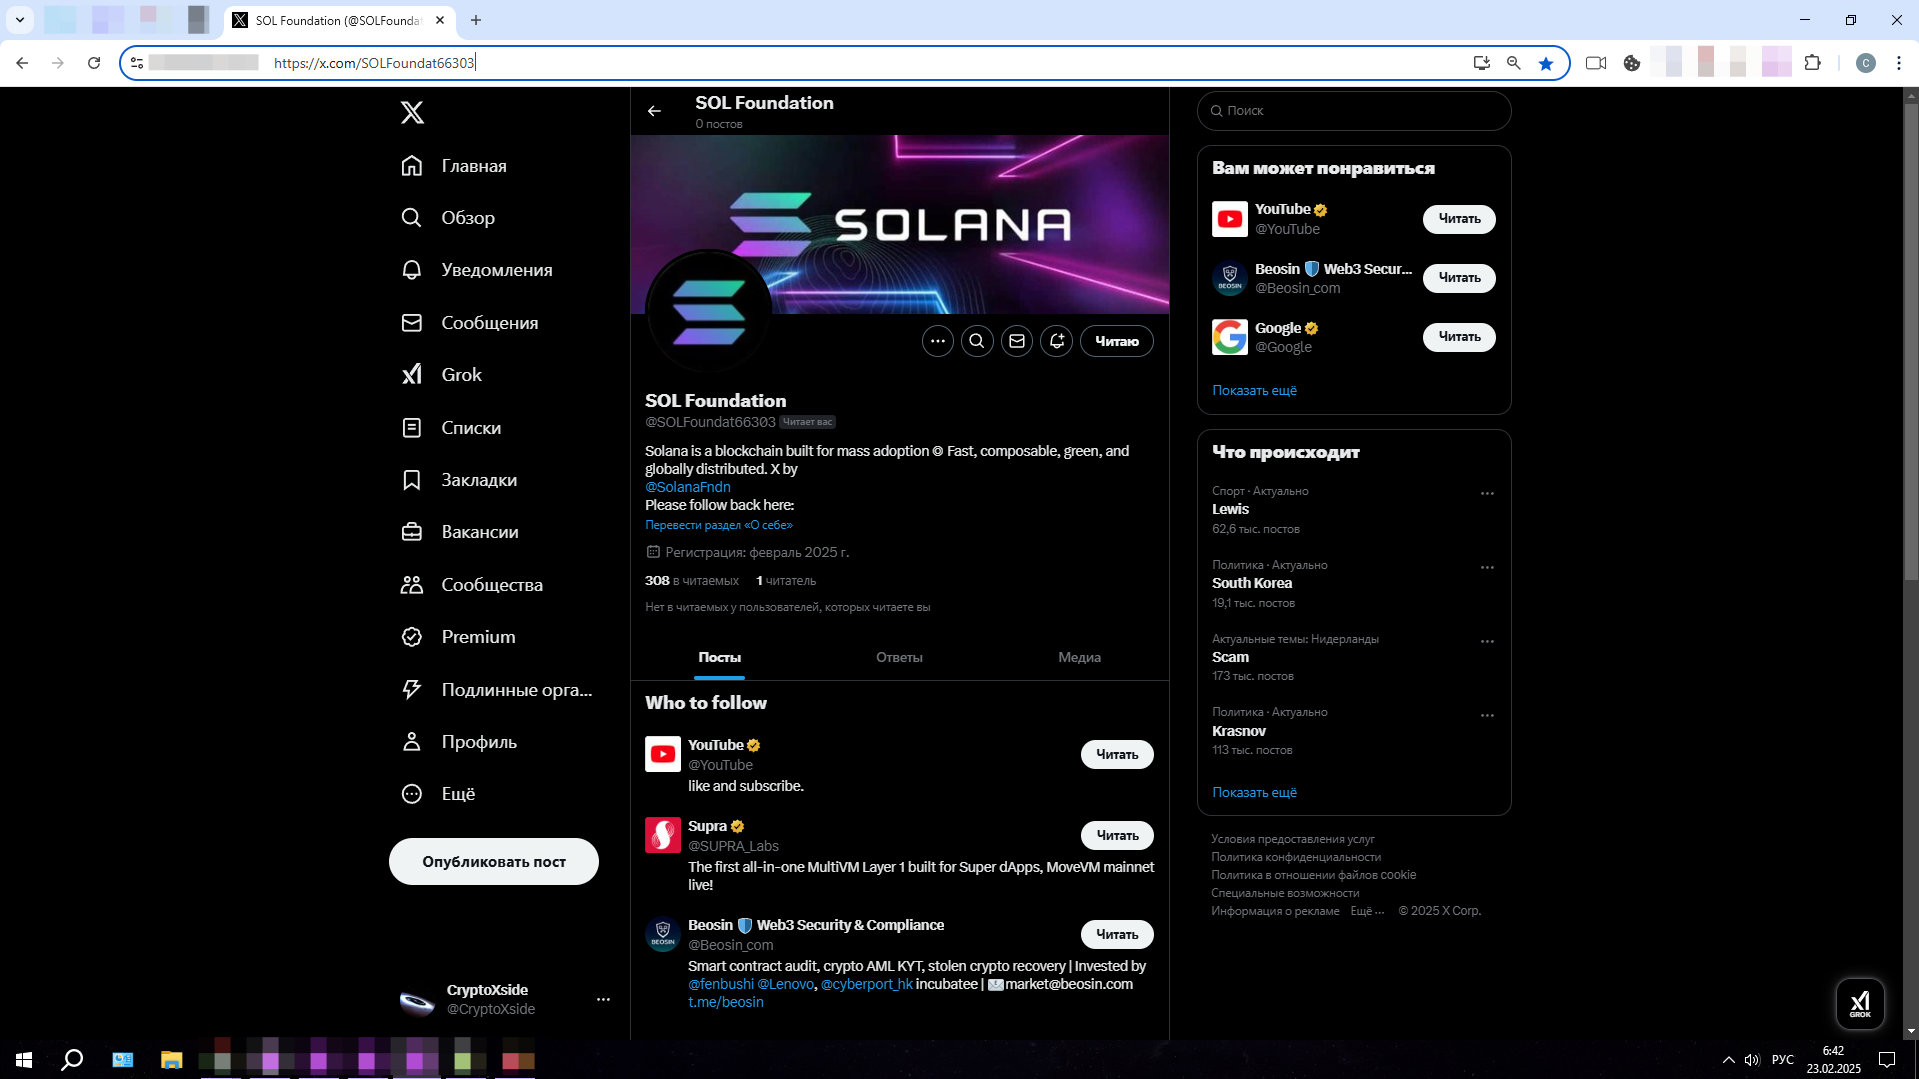 SOL Foundation (@SOLFoundat
https://x.com/SOLFoundat66303
C
Главная
Обзор
Уведомления
Сообщения
Grok
Списки
Закладки
Вакансии
Сообщества
Premium
Подлинные орга...
Профиль
Ещё
Опубликовать пост
CryptoXside
@CryptoXside
SOL Foundation
0 постов
SOLANA
Читаю
SOL Foundation
@SOLFoundat66303 Читает вас
Solana is a blockchain built for mass adoption ⊙ Fast, composable, green, and
globally distributed. X by
@SolanaFndn
Please follow back here:
Перевести раздел «О себе»
Регистрация: февраль 2025 г.
308 в читаемых 1 читатель
Нет в читаемых у пользователей, которых читаете вы
Посты Ответы Медиа
Who to follow
YouTube
@YouTube
like and subscribe.
Читать
Supra
@SUPRA_Labs
The first all-in-one MultiVM Layer 1 built for Super dApps, MoveVM mainnet
live!
Читать
BEOSIN
Beosin 🛡️ Web3 Security & Compliance
@Beosin_com
Smart contract audit, crypto AML KYT, stolen crypto recovery | Invested by
@fenbushi @Lenovo, @cyberport_hk incubatee | 📨market@beosin.com
t.me/beosin
Читать
Поиск
Вам может понравиться
YouTube
@YouTube
Читать
BEOSIN
Beosin 🛡️ Web3 Secur...
@Beosin_com
Читать
Google
@Google
Читать
Показать ещё
Что происходит
Спорт · Актуально
Lewis
62,6 тыс. постов
Политика · Актуально
South Korea
19,1 тыс. постов
Актуальные темы: Нидерланды
Scam
173 тыс. постов
Политика · Актуально
Krasnov
113 тыс. постов
Показать ещё
Условия предоставления услуг
Политика конфиденциальности
Политика в отношении файлов cookie
Специальные возможности
Информация о рекламе Ещё ··· © 2025 X Corp.
GROK
РУС
6:42
23.02.2025